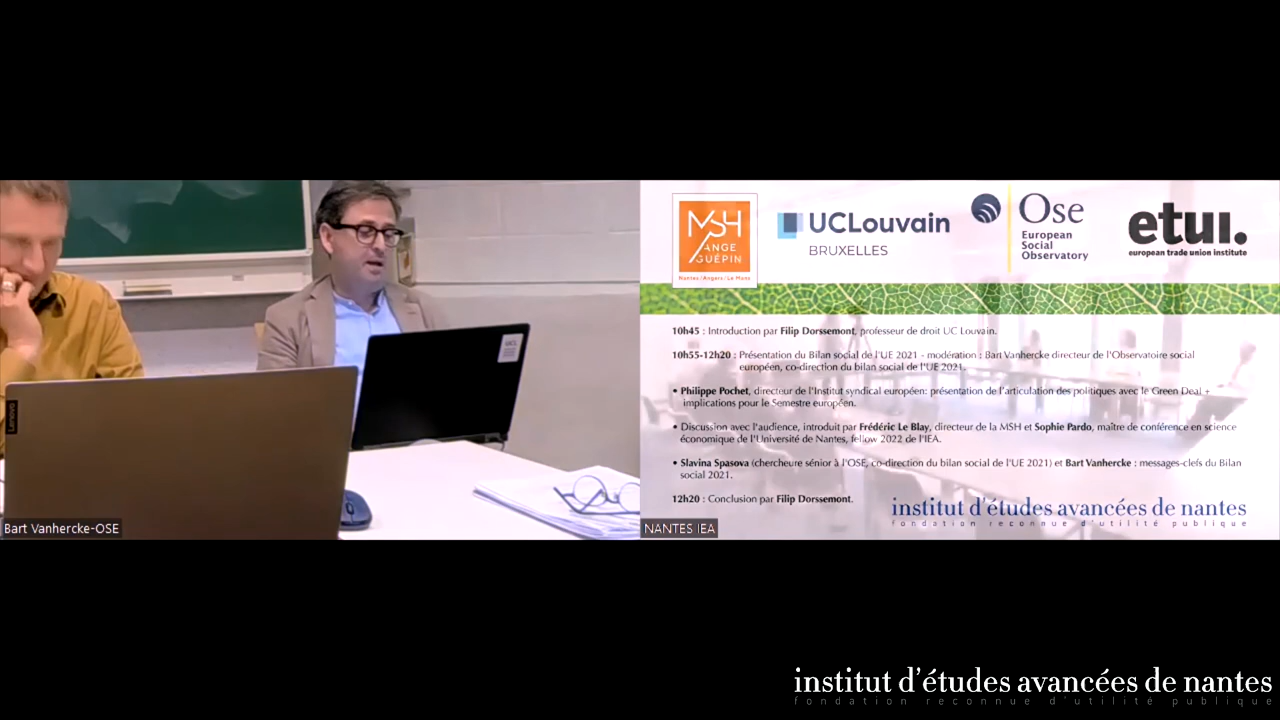 Lenovo
UCL
Bart Vanhercke-OSE
MSH
ANGE
GUÉPIN
Nantes/Angers/Le Mans
UCLouvain
BRUXELLES
Ose
European
Social
Observatory
etui.
european trade union institute
10h45 : Introduction par Filip Dorssemont, professeur de droit UC Louvain.
10h55-12h20 : Présentation du Bilan social de l'UE 2021 - modération : Bart Vanhercke directeur de l'Observatoire social
européen, co-direction du bilan social de l'UE 2021.
• Philippe Pochet, directeur de l'Institut syndical européen: présentation de l'articulation des politiques avec le Green Deal +
implications pour le Semestre européen.
• Discussion avec l'audience, introduit par Frédéric Le Blay, directeur de la MSH et Sophie Pardo, maître de conférence en science
économique de l'Université de Nantes, fellow 2022 de l'IEA.
• Slavina Spasova (chercheure sénior à l'OSE, co-direction du bilan social de l'UE 2021) et Bart Vanhercke : messages-clefs du Bilan
social 2021.
12h20 : Conclusion par Filip Dorssemont.
institut d'études avancées de nantes
fondation reconnue d'utilité publique
NANTES IEA
institut d'études avancées de nantes
fondation reconnue d'utilité publique